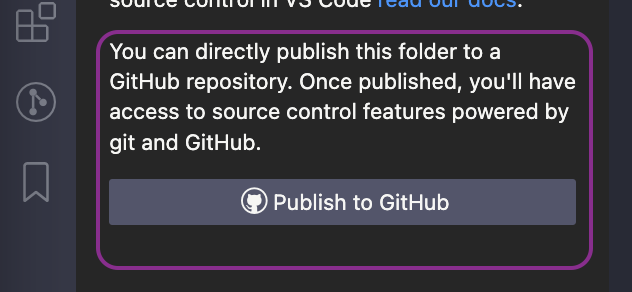 source control in VS Code read our docs.
You can directly publish this folder to a
GitHub repository. Once published, you'll have
access to source control features powered by
git and GitHub.
Publish to GitHub